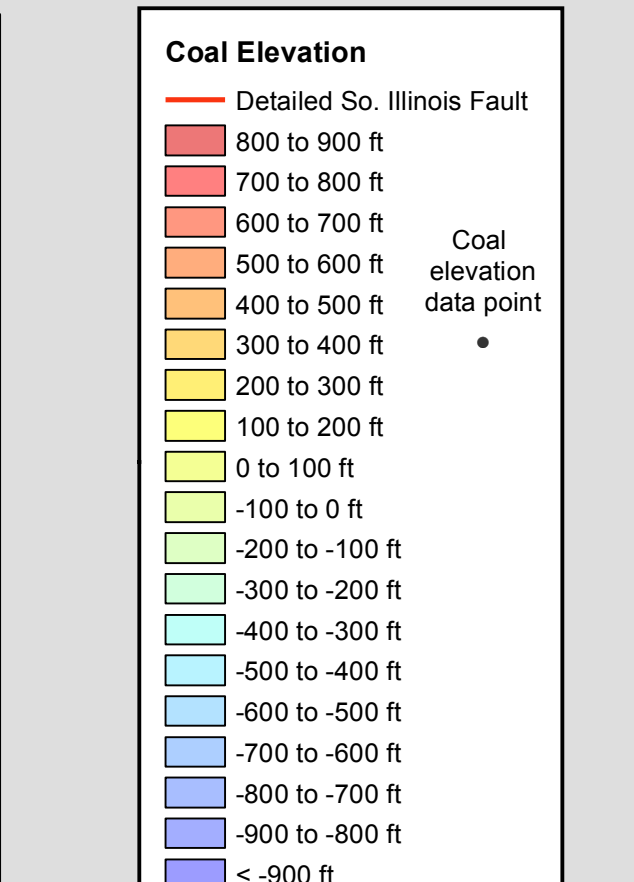 Coal Elevation
Detailed So. Illinois Fault
800 to 900 ft
700 to 800 ft
600 to 700 ft
500 to 600 ft
400 to 500 ft
300 to 400 ft
200 to 300 ft
100 to 200 ft
0 to 100 ft
-100 to 0 ft
-200 to -100 ft
-300 to -200 ft
-400 to -300 ft
-500 to -400 ft
-600 to -500 ft
-700 to -600 ft
-800 to -700 ft
-900 to -800 ft
< -900 ft
Coal
elevation
data point